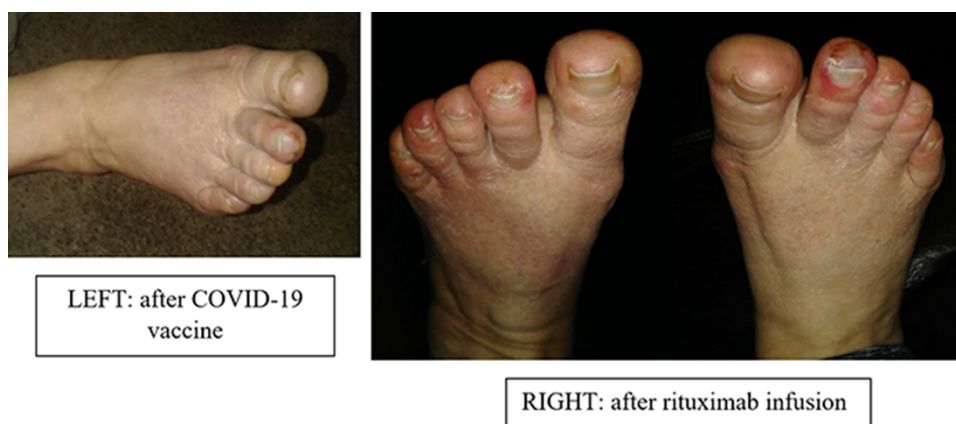 LEFT: after COVID-19
vaccine
RIGHT: after rituximab infusion